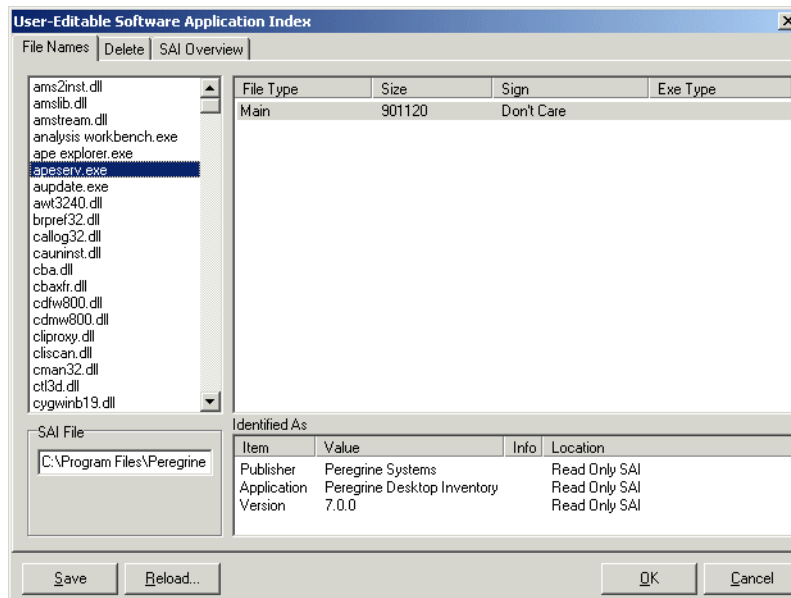 User-Editable Software Application Index
File Names Delete SAI Overview
ams2inst.dll
amslib.dll
amstream.dll
analysis workbench.exe
ape explorer.exe
apeserv.exe
aupdate.exe
awt3240.dll
brpref32.dll
callog32.dll
cauninst.dll
cba.dll
cbaxfr.dll
cdfw800.dll
cdmw800.dll
cliproxy.dll
cliscan.dll
cman32.dll
ctl3d.dll
cygwinb19.dll
File Type Size Sign Exe Type
Main 901120 Don't Care
SAI File
C:\Program Files\Peregrine
Identified As
Item Value Info Location
Publisher Peregrine Systems Read Only SAI
Application Peregrine Desktop Inventory Read Only SAI
Version 7.0.0 Read Only SAI
Save Reload... OK Cancel